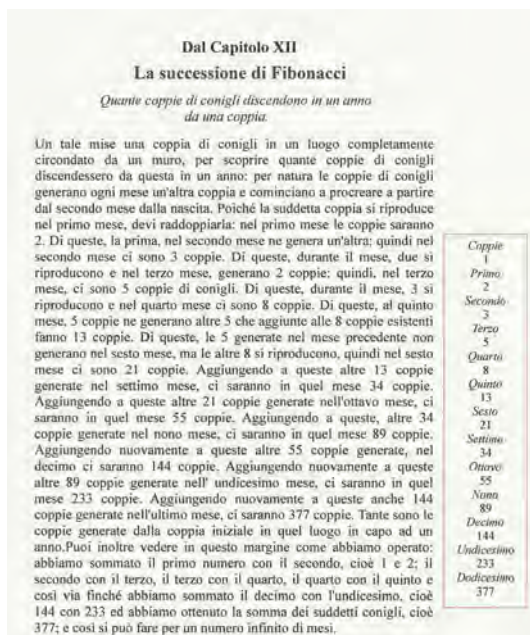 Dal Capitolo XII
La successione di Fibonacci
Quante coppie di conigli discendono in un anno
da una coppia.
Un tale mise una coppia di conigli in un luogo completamente
circondato da un muro, per scoprire quante coppie di conigli
discendessero da questa in un anno: per natura le coppie di conigli
generano ogni mese un'altra coppia e cominciano a procreare a partire
dal secondo mese dalla nascita. Poiché la suddetta coppia si riproduce
nel primo mese, devi raddoppiarla: nel primo mese le coppie saranno
2. Di queste, la prima, nel secondo mese ne genera un'altra: quindi nel
secondo mese ci sono 3 coppie. Di queste, durante il mese, due si
riproducono e nel terzo mese, generano 2 coppie: quindi, nel terzo
mese, ci sono 5 coppie di conigli. Di queste, durante il mese, 3 si
riproducono e nel quarto mese ci sono 8 coppie. Di queste, al quinto
mese, 5 coppie ne generano altre 5 che aggiunte alle 8 coppie esistenti
fanno 13 coppie. Di queste, le 5 generate nel mese precedente non
generano nel sesto mese, ma le altre 8 si riproducono, quindi nel sesto
mese ci sono 21 coppie. Aggiungendo a queste altre 13 coppie
generate nel settimo mese, ci saranno in quel mese 34 coppie.
Aggiungendo a queste altre 21 coppie generate nell'ottavo mese, ci
saranno in quel mese 55 coppie. Aggiungendo a queste, altre 34
coppie generate nel nono mese, ci saranno in quel mese 89 coppie.
Aggiungendo nuovamente a queste altre 55 coppie generate, nel
decimo ci saranno 144 coppie. Aggiungendo nuovamente a queste
altre 89 coppie generate nell' undicesimo mese, ci saranno in quel
mese 233 coppie. Aggiungendo nuovamente a queste anche 144
coppie generate nell'ultimo mese, ci saranno 377 coppie. Tante sono le
coppie generate dalla coppia iniziale in quel luogo in capo ad un
anno.Puoi inoltre vedere in questo margine come abbiamo operato:
abbiamo sommato il primo numero con il secondo, cioè 1 e 2; il
secondo con il terzo, il terzo con il quarto, il quarto con il quinto e
così via finché abbiamo sommato il decimo con l'undicesimo, cioè
144 con 233 ed abbiamo ottenuto la somma dei suddetti conigli, cioè
377; e così si può fare per un numero infinito di mesi.
Coppie
1
Primo
2
Secondo
3
Terzo
5
Quarto
8
Quinto
13
Sesto
21
Settimo
34
Ottavo
55
Nono
89
Decimo
144
Undicesimo
233
Dodicesimo
377